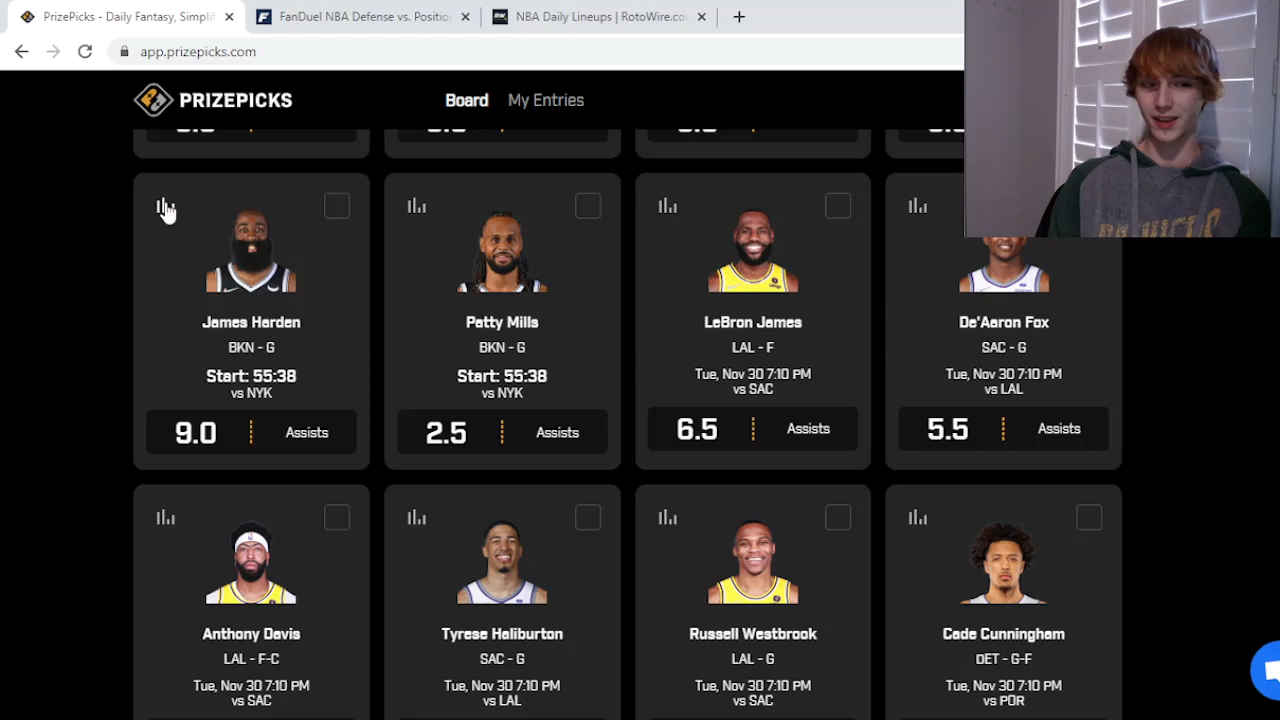 PrizePicks - Daily Fantasy, Simplif
FanDuel NBA Defense vs. Positio
NBA Daily Lineups | RotoWire.co
app.prizepicks.com
PRIZEPICKS
Board
My Entries
James Harden
BKN - G
Start: 55:38
vs NYK
9.0
Assists
Patty Mills
BKN - G
Start: 55:38
vs NYK
2.5
Assists
LeBron James
LAL - F
Tue, Nov 30 7:10 PM
vs SAC
6.5
Assists
De'Aaron Fox
SAC - G
Tue, Nov 30 7:10 PM
vs LAL
5.5
Assists
Anthony Davis
LAL - F-C
Tue, Nov 30 7:10 PM
vs SAC
Tyrese Haliburton
SAC - G
Tue, Nov 30 7:10 PM
vs LAL
Russell Westbrook
LAL - G
Tue, Nov 30 7:10 PM
vs SAC
Cade Cunningham
DET - G-F
Tue, Nov 30 7:10 PM
vs POR